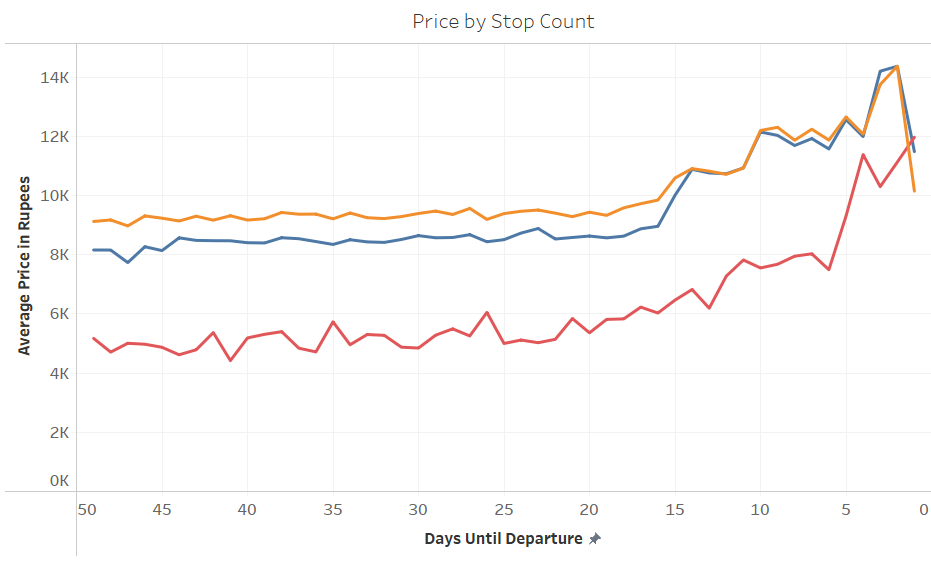 Price by Stop Count
Average Price in Rupees
14K
12K
10K
8K
6K
4K
2K
0K
50 45 40 35 30 25 20 15 10 5 0
Days Until Departure